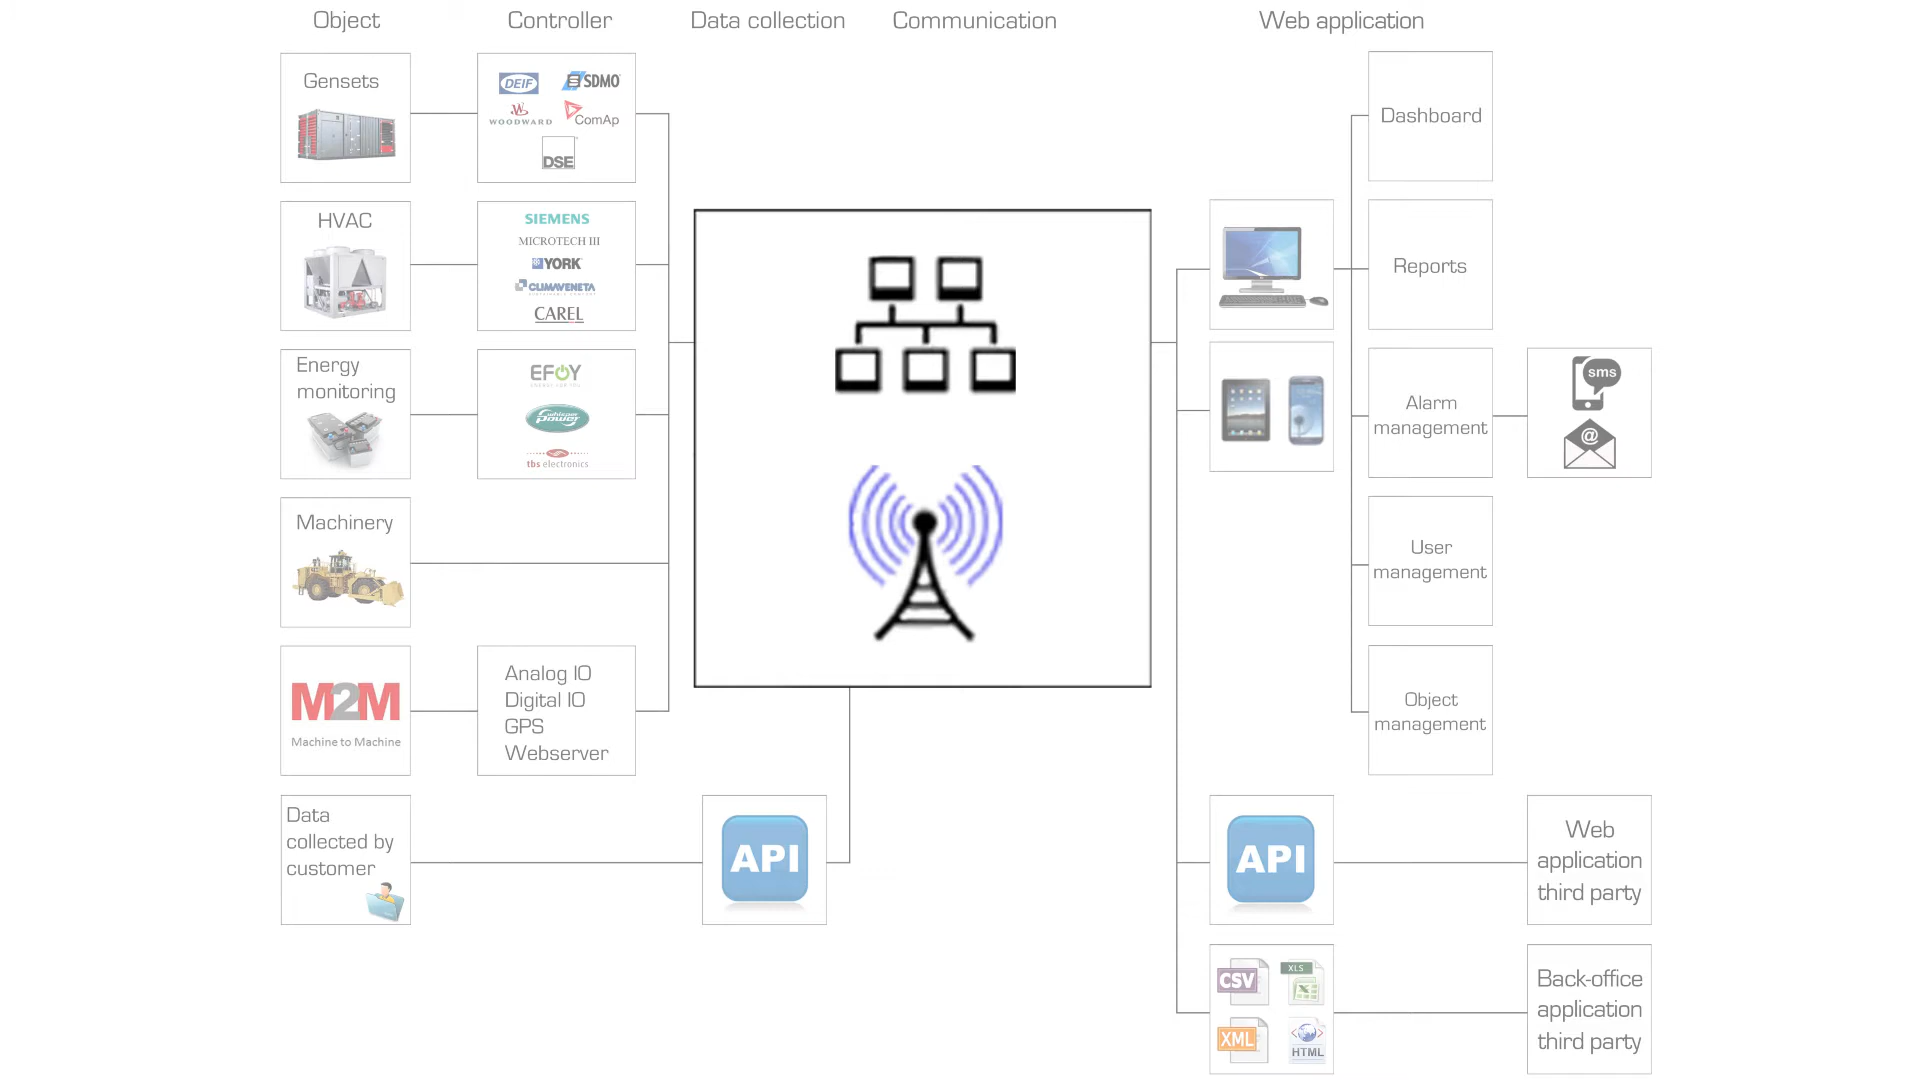 Object
Controller
Data collection
Communication
Web application
Gensets
DEIF
SDMO
WOODWARD
ComAp
DSE
Dashboard
HVAC
SIEMENS
MICROTECH III
YORK
CLIMAVENETA
CAREL
Reports
Energy
monitoring
EFOY
whisper
power
tbs electronics
Alarm
management
sms
@
Machinery
User
management
M2M
Machine to Machine
Analog IO
Digital IO
GPS
Webserver
Object
management
Data
collected by
customer
API
API
Web
application
third party
CSV
XLS
XML
HTML
Back-office
application
third party